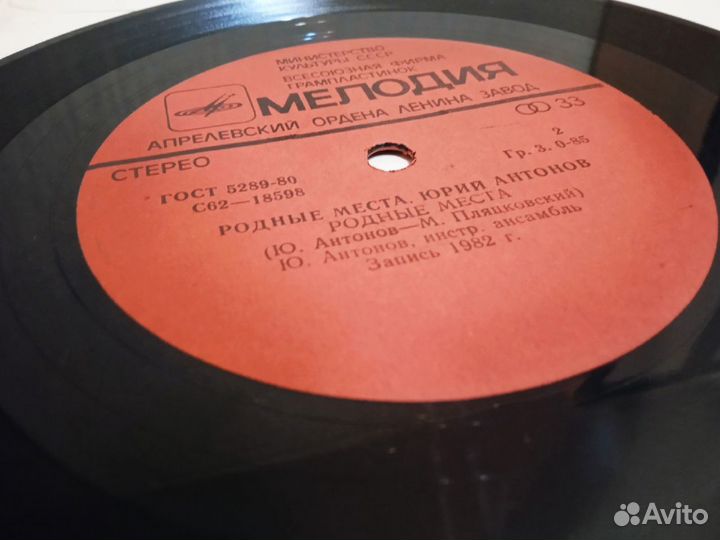 МИНИСТЕРСТВО
КУЛЬТУРЫ СССР
ВСЕСОЮЗНАЯ ФИРМА
ГРАМПЛАСТИНОК
МЕЛОДИЯ
АПРЕЛЕВСКИЙ ОРДЕНА ЛЕНИНА ЗАВОД
СТЕРЕО
33
ГОСТ 5289-80
2
С62—18598
Гр. 3. 0-85
РОДНЫЕ МЕСТА. ЮРИЙ АНТОНОВ
РОДНЫЕ МЕСТА
(Ю. Антонов—М. Пляцковский)
Ю. Антонов, инстр. ансамбль
Запись 1982 г.
Avito